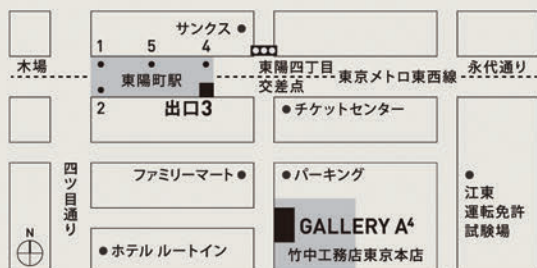 サンクス
1 5 4
木場
東陽町駅
東陽四丁目
交差点
東京メトロ東西線
永代通り
2
出口3
チケットセンター
四ツ目通り
ファミリーマート
パーキング
江東
運転免許
試験場
GALLERY A⁴
竹中工務店東京本店
N
ホテル ルートイン